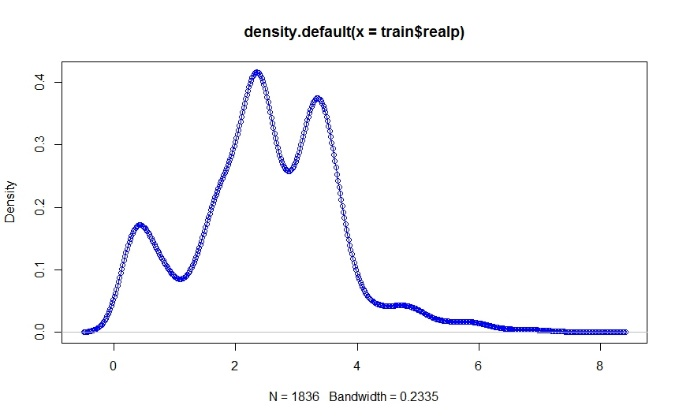 density.default(x = train$realp)
0.4
0.3
0.2
0.1
0.0
Density
0 2 4 6 8
N = 1836 Bandwidth = 0.2335